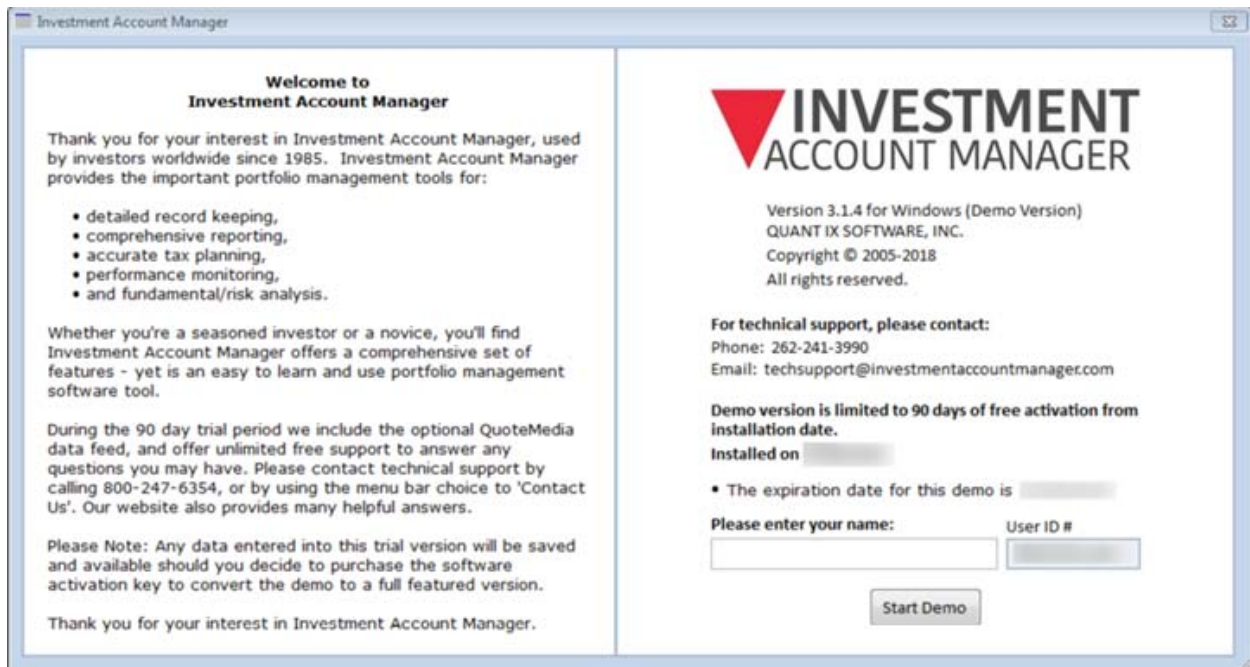 Investment Account Manager
Welcome to
Investment Account Manager
Thank you for your interest in Investment Account Manager, used
by investors worldwide since 1985. Investment Account Manager
provides the important portfolio management tools for:
• detailed record keeping,
• comprehensive reporting,
• accurate tax planning,
• performance monitoring,
• and fundamental/risk analysis.
Whether you're a seasoned investor or a novice, you'll find
Investment Account Manager offers a comprehensive set of
features - yet is an easy to learn and use portfolio management
software tool.
During the 90 day trial period we include the optional QuoteMedia
data feed, and offer unlimited free support to answer any
questions you may have. Please contact technical support by
calling 800-247-6354, or by using the menu bar choice to 'Contact
Us'. Our website also provides many helpful answers.
Please Note: Any data entered into this trial version will be saved
and available should you decide to purchase the software
activation key to convert the demo to a full featured version.
Thank you for your interest in Investment Account Manager.
INVESTMENT
ACCOUNT MANAGER
Version 3.1.4 for Windows (Demo Version)
QUANT IX SOFTWARE, INC.
Copyright © 2005-2018
All rights reserved.
For technical support, please contact:
Phone: 262-241-3990
Email: techsupport@investmentaccountmanager.com
Demo version is limited to 90 days of free activation from
installation date.
Installed on
• The expiration date for this demo is
Please enter your name:
User ID #
Start Demo